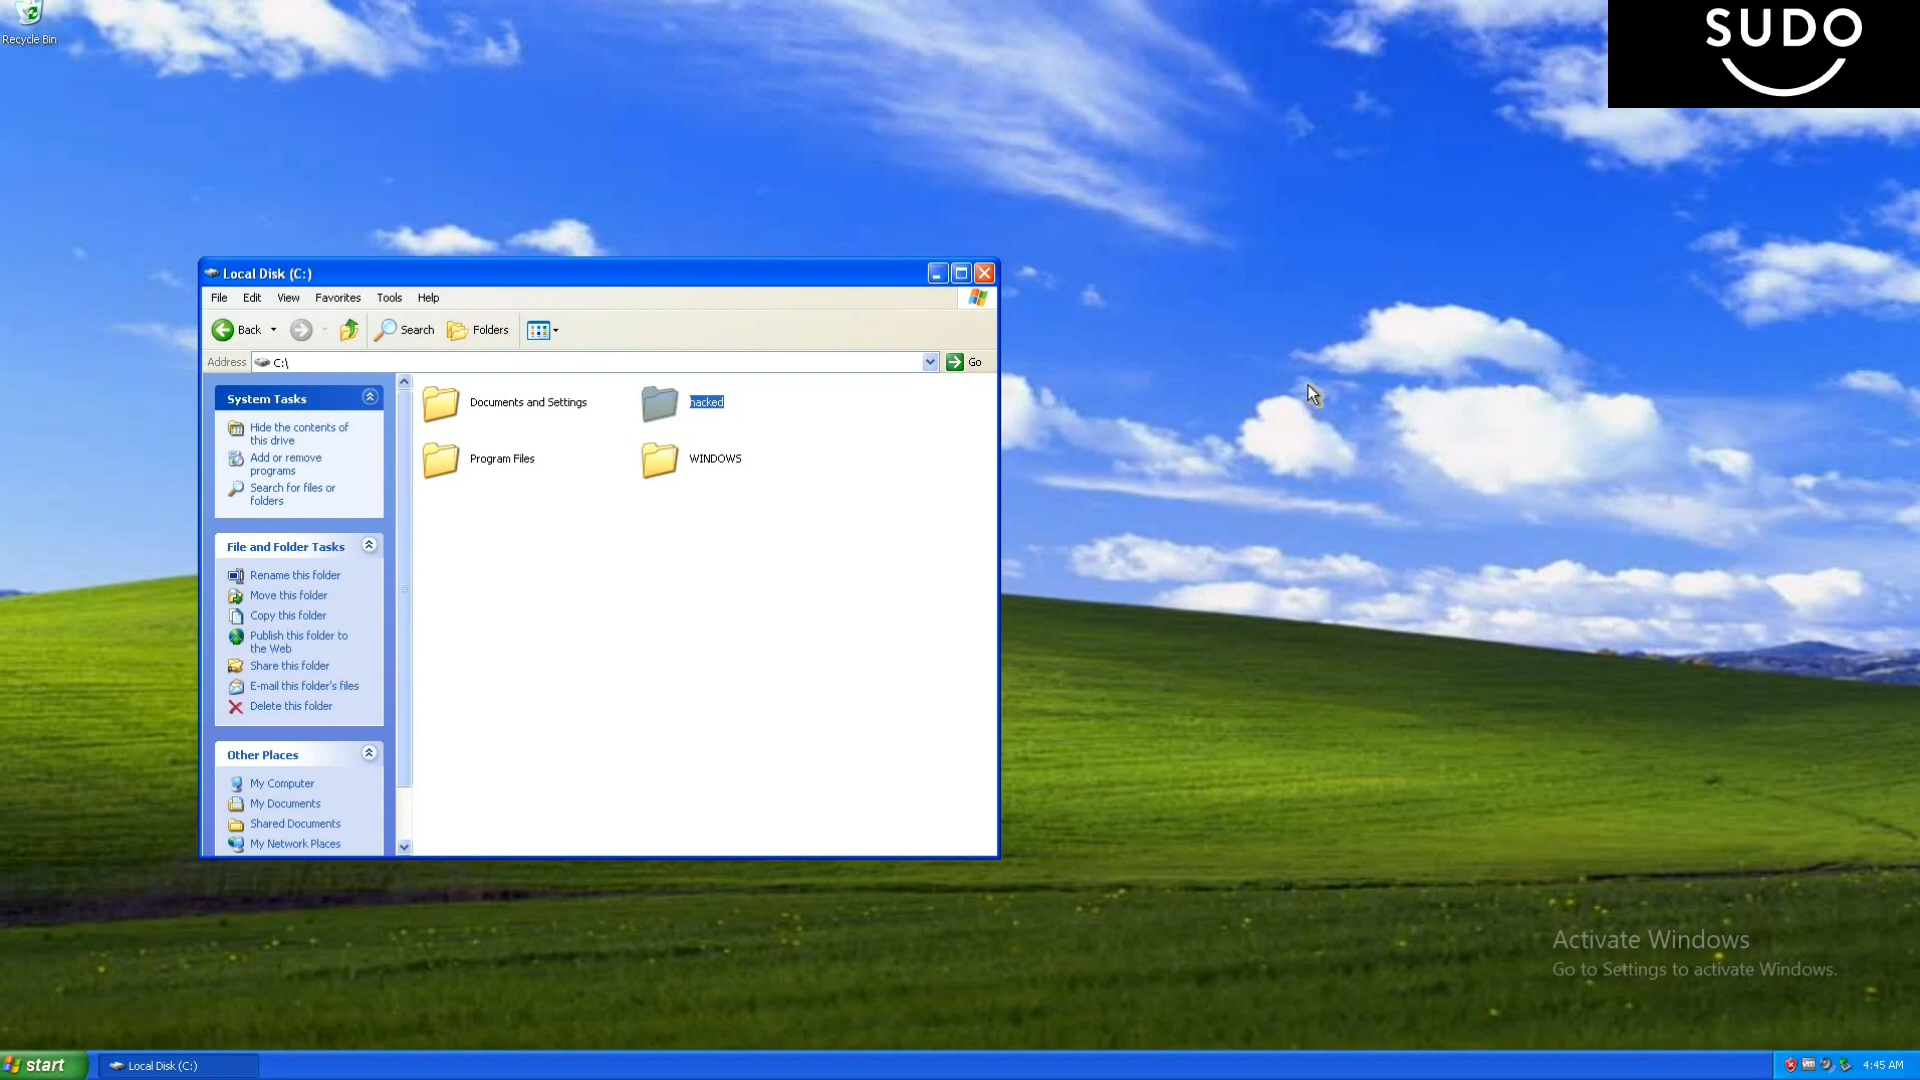 Recycle Bin
SUDO
Local Disk (C:)
File Edit View Favorites Tools Help
Back Search Folders
Address C:\ Go
System Tasks
Hide the contents of
this drive
Add or remove
programs
Search for files or
folders
File and Folder Tasks
Rename this folder
Move this folder
Copy this folder
Publish this folder to
the Web
Share this folder
E-mail this folder's files
Delete this folder
Other Places
My Computer
My Documents
Shared Documents
My Network Places
Documents and Settings
hacked
Program Files
WINDOWS
Activate Windows
Go to Settings to activate Windows.
start
Local Disk (C:)
4:45 AM